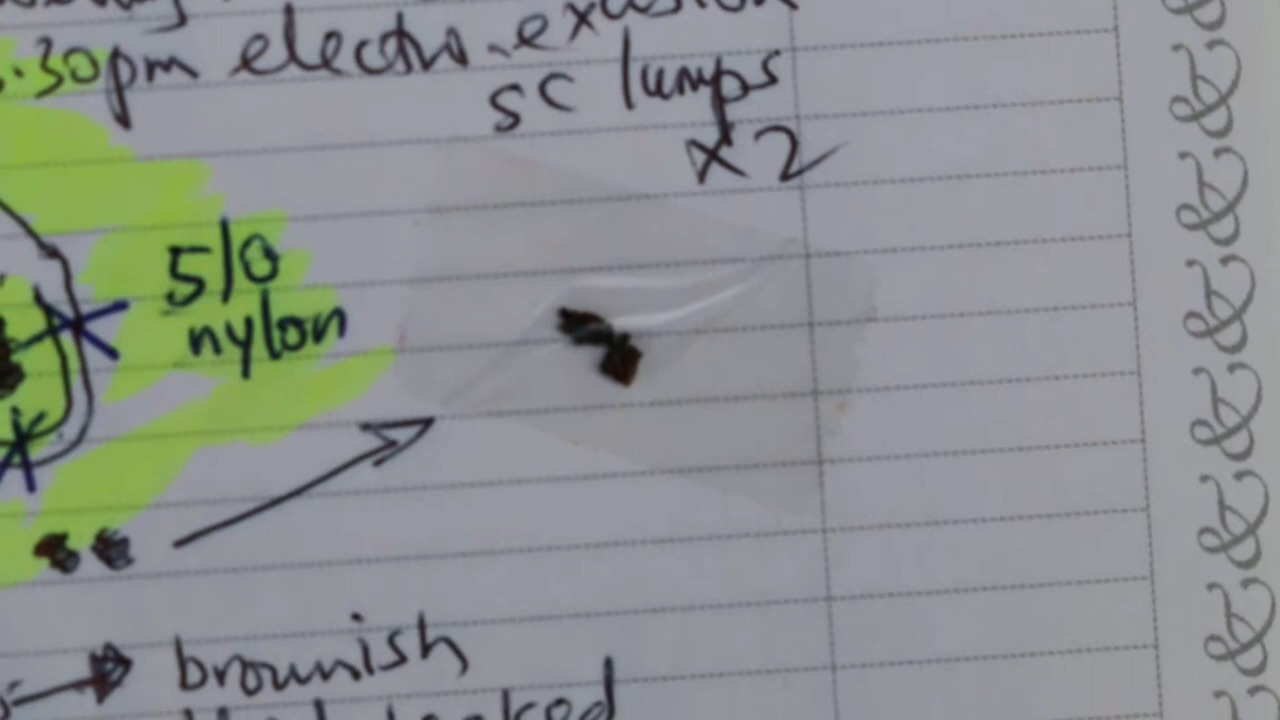 .30pm electro-excision
sc lumps
x2
5/0
nylon
brownish